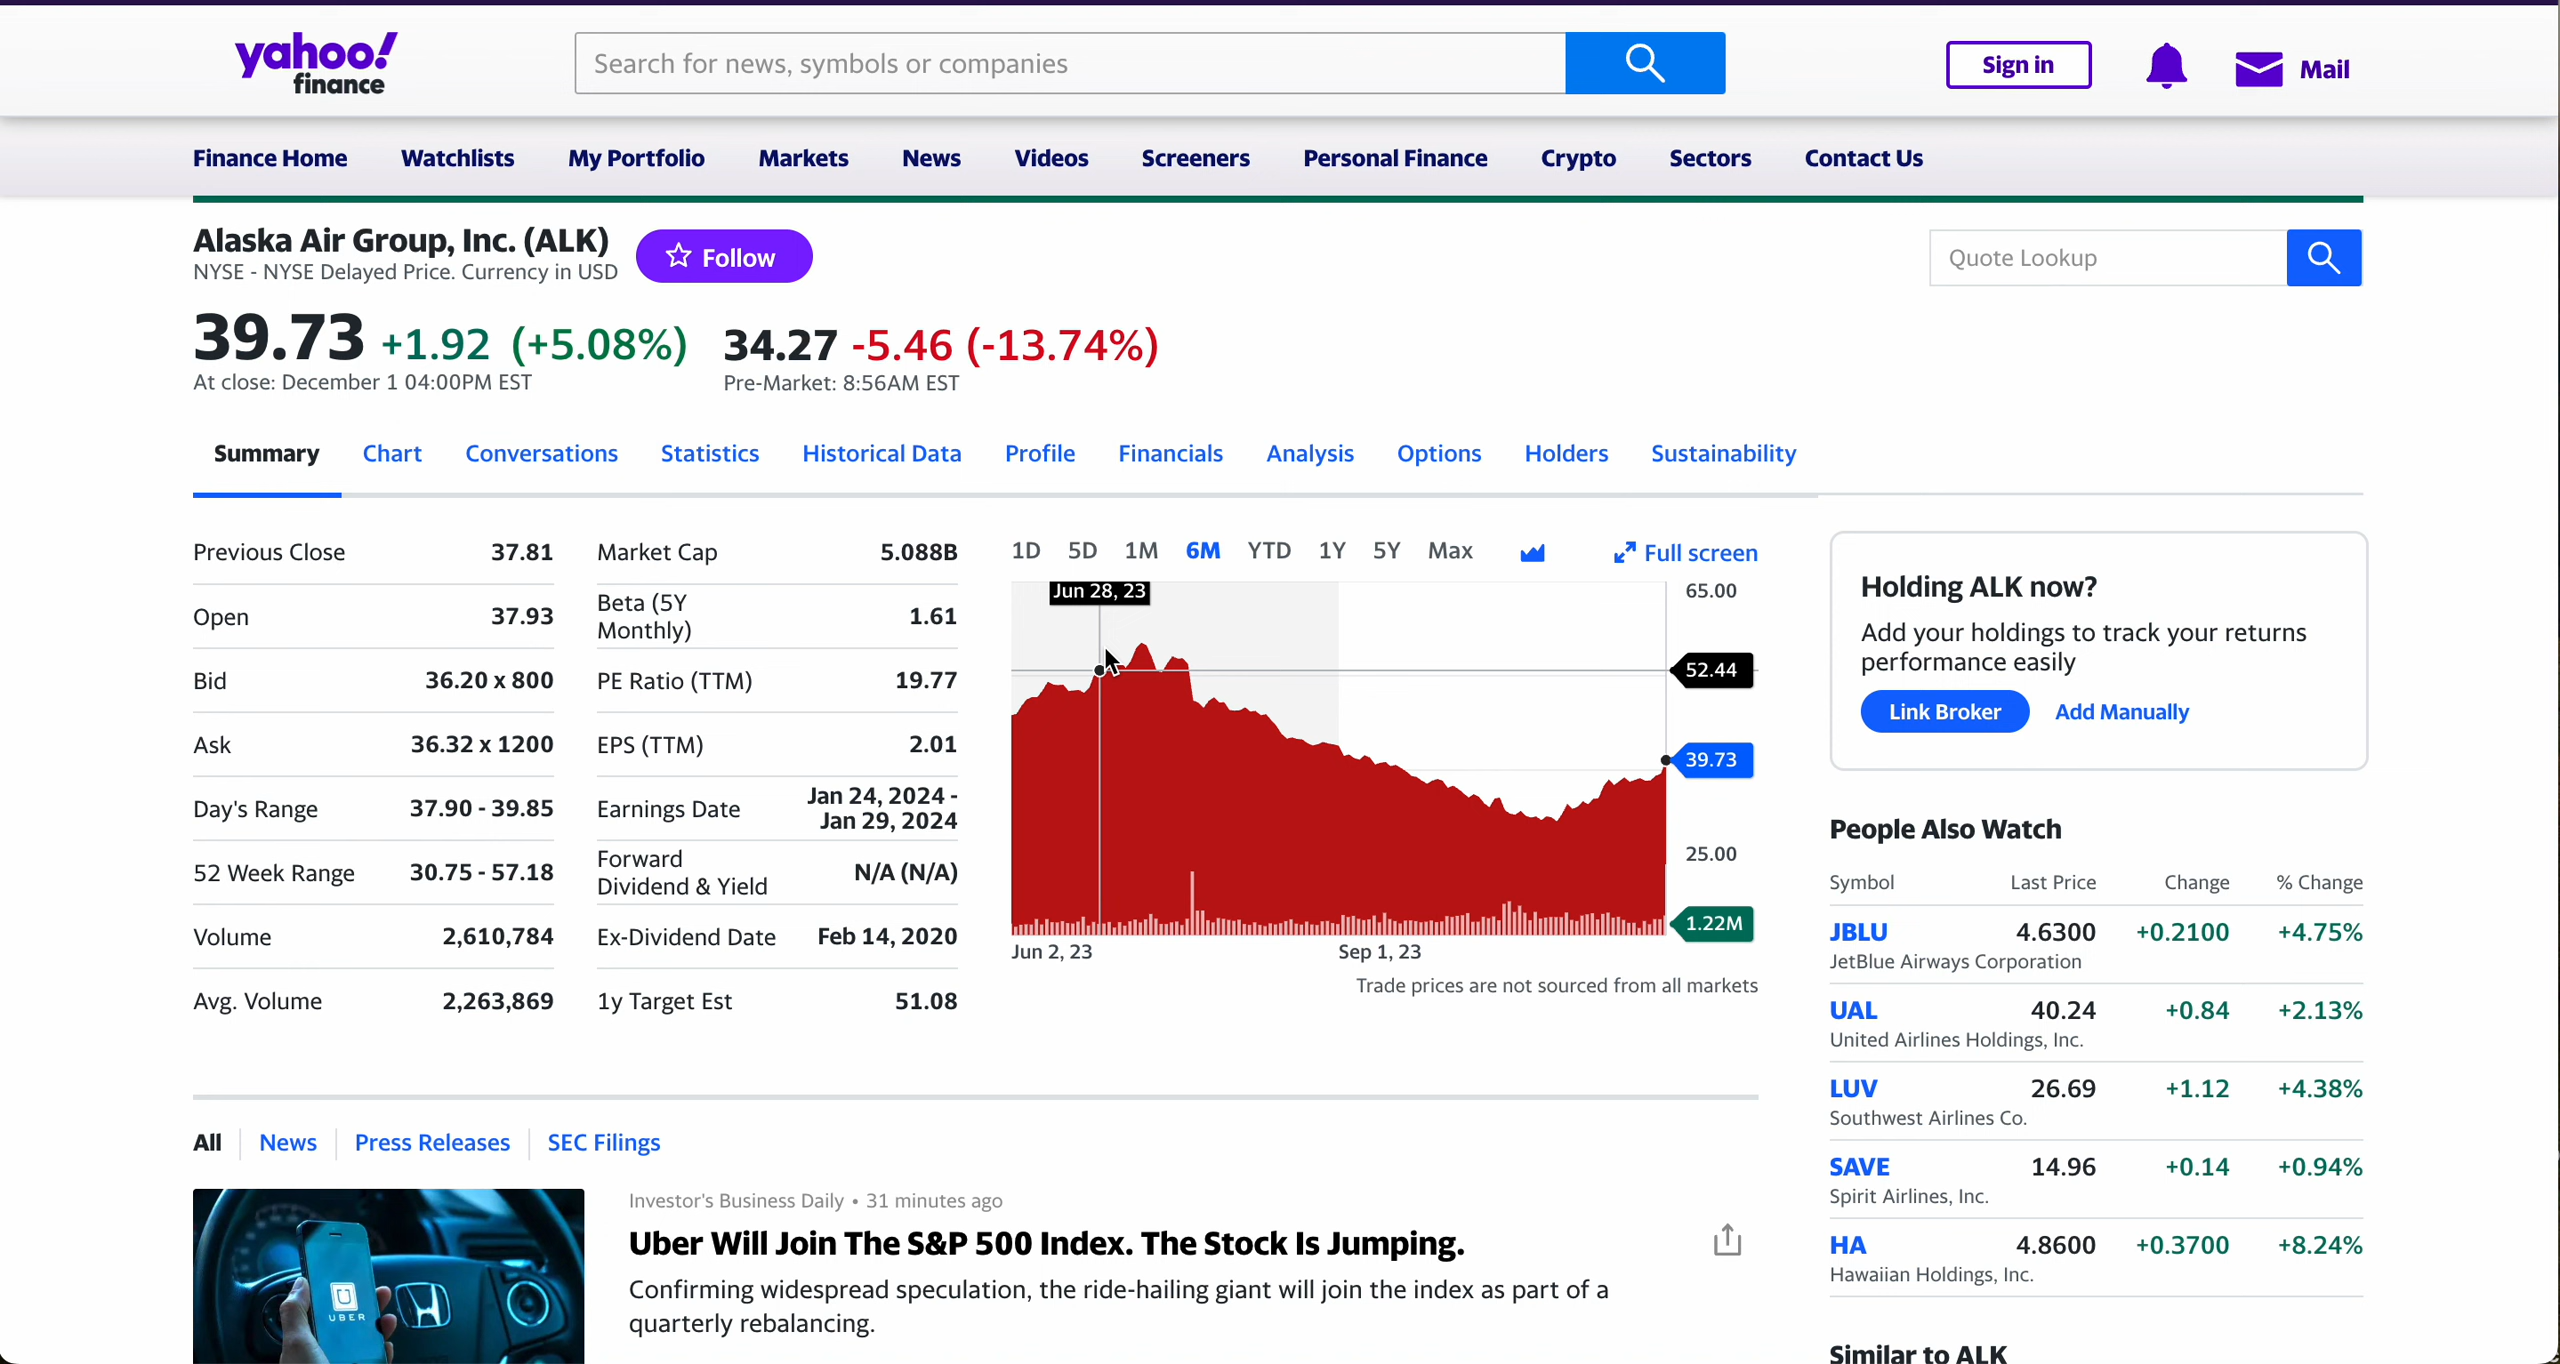 yahoo!
finance
Search for news, symbols or companies
Sign in
Mail
Finance Home Watchlists My Portfolio Markets News Videos Screeners Personal Finance Crypto Sectors Contact Us
Alaska Air Group, Inc. (ALK)
NYSE - NYSE Delayed Price. Currency in USD
Follow
Quote Lookup
39.73 +1.92 (+5.08%) 34.27 -5.46 (-13.74%)
At close: December 1 04:00PM EST Pre-Market: 8:56AM EST
Summary Chart Conversations Statistics Historical Data Profile Financials Analysis Options Holders Sustainability
Previous Close 37.81
Open 37.93
Bid 36.20 x 800
Ask 36.32 x 1200
Day's Range 37.90 - 39.85
52 Week Range 30.75 - 57.18
Volume 2,610,784
Avg. Volume 2,263,869
Market Cap 5.088B
Beta (5Y
Monthly) 1.61
PE Ratio (TTM) 19.77
EPS (TTM) 2.01
Earnings Date Jan 24, 2024 -
Jan 29, 2024
Forward
Dividend & Yield N/A (N/A)
Ex-Dividend Date Feb 14, 2020
1y Target Est 51.08
1D 5D 1M 6M YTD 1Y 5Y Max Full screen
Jun 28, 23
65.00
52.44
39.73
25.00
1.22M
Jun 2, 23 Sep 1, 23
Trade prices are not sourced from all markets
Holding ALK now?
Add your holdings to track your returns
performance easily
Link Broker Add Manually
People Also Watch
Symbol Last Price Change % Change
JBLU 4.6300 +0.2100 +4.75%
JetBlue Airways Corporation
UAL 40.24 +0.84 +2.13%
United Airlines Holdings, Inc.
LUV 26.69 +1.12 +4.38%
Southwest Airlines Co.
SAVE 14.96 +0.14 +0.94%
Spirit Airlines, Inc.
HA 4.8600 +0.3700 +8.24%
Hawaiian Holdings, Inc.
Similar to ALK
All News Press Releases SEC Filings
UBER
Investor's Business Daily • 31 minutes ago
Uber Will Join The S&P 500 Index. The Stock Is Jumping.
Confirming widespread speculation, the ride-hailing giant will join the index as part of a
quarterly rebalancing.